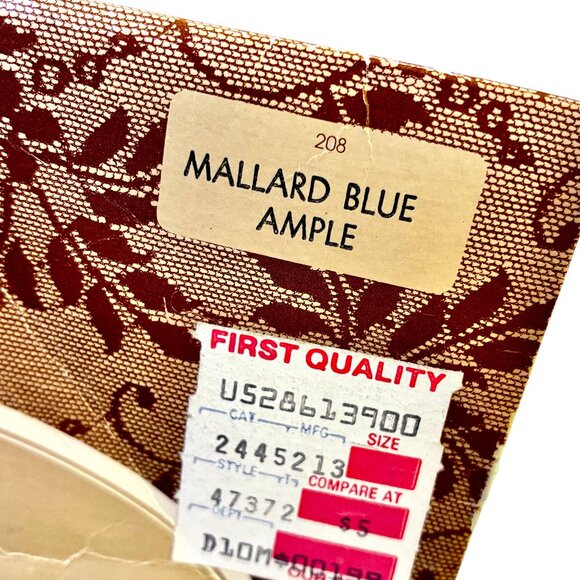 208
MALLARD BLUE
AMPLE
FIRST QUALITY
US28613900
CAT MFG SIZE
2445213
STYLE COMPARE AT
47372 $5
DEPT